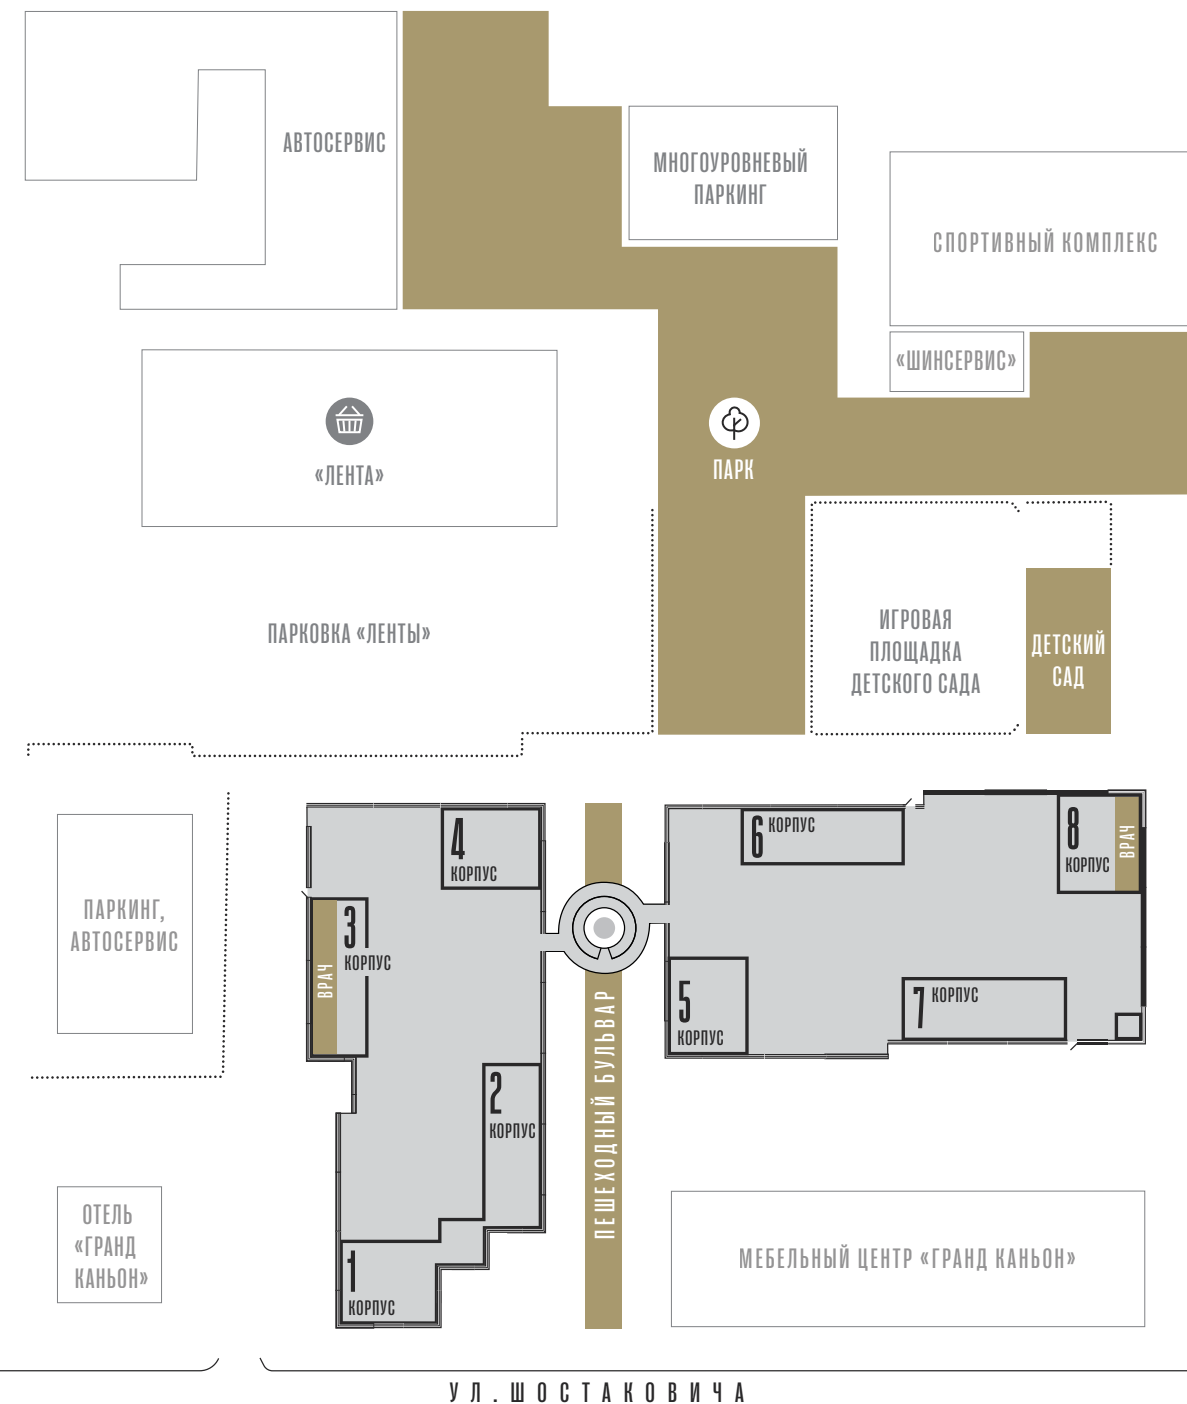 АВТОСЕРВИС
МНОГОУРОВНЕВЫЙ
ПАРКИНГ
СПОРТИВНЫЙ КОМПЛЕКС
«ШИНСЕРВИС»
«ЛЕНТА»
ПАРК
ПАРКОВКА «ЛЕНТЫ»
ИГРОВАЯ
ПЛОЩАДКА
ДЕТСКОГО САДА
ДЕТСКИЙ
САД
ПАРКИНГ,
АВТОСЕРВИС
4
КОРПУС
3
КОРПУС
ВРАЧ
2
КОРПУС
1
КОРПУС
ПЕШЕХОДНЫЙ БУЛЬВАР
6 КОРПУС
8
КОРПУС
ВРАЧ
5
КОРПУС
7 КОРПУС
ОТЕЛЬ
«ГРАНД
КАНЬОН»
МЕБЕЛЬНЫЙ ЦЕНТР «ГРАНД КАНЬОН»
УЛ. ШОСТАКОВИЧА